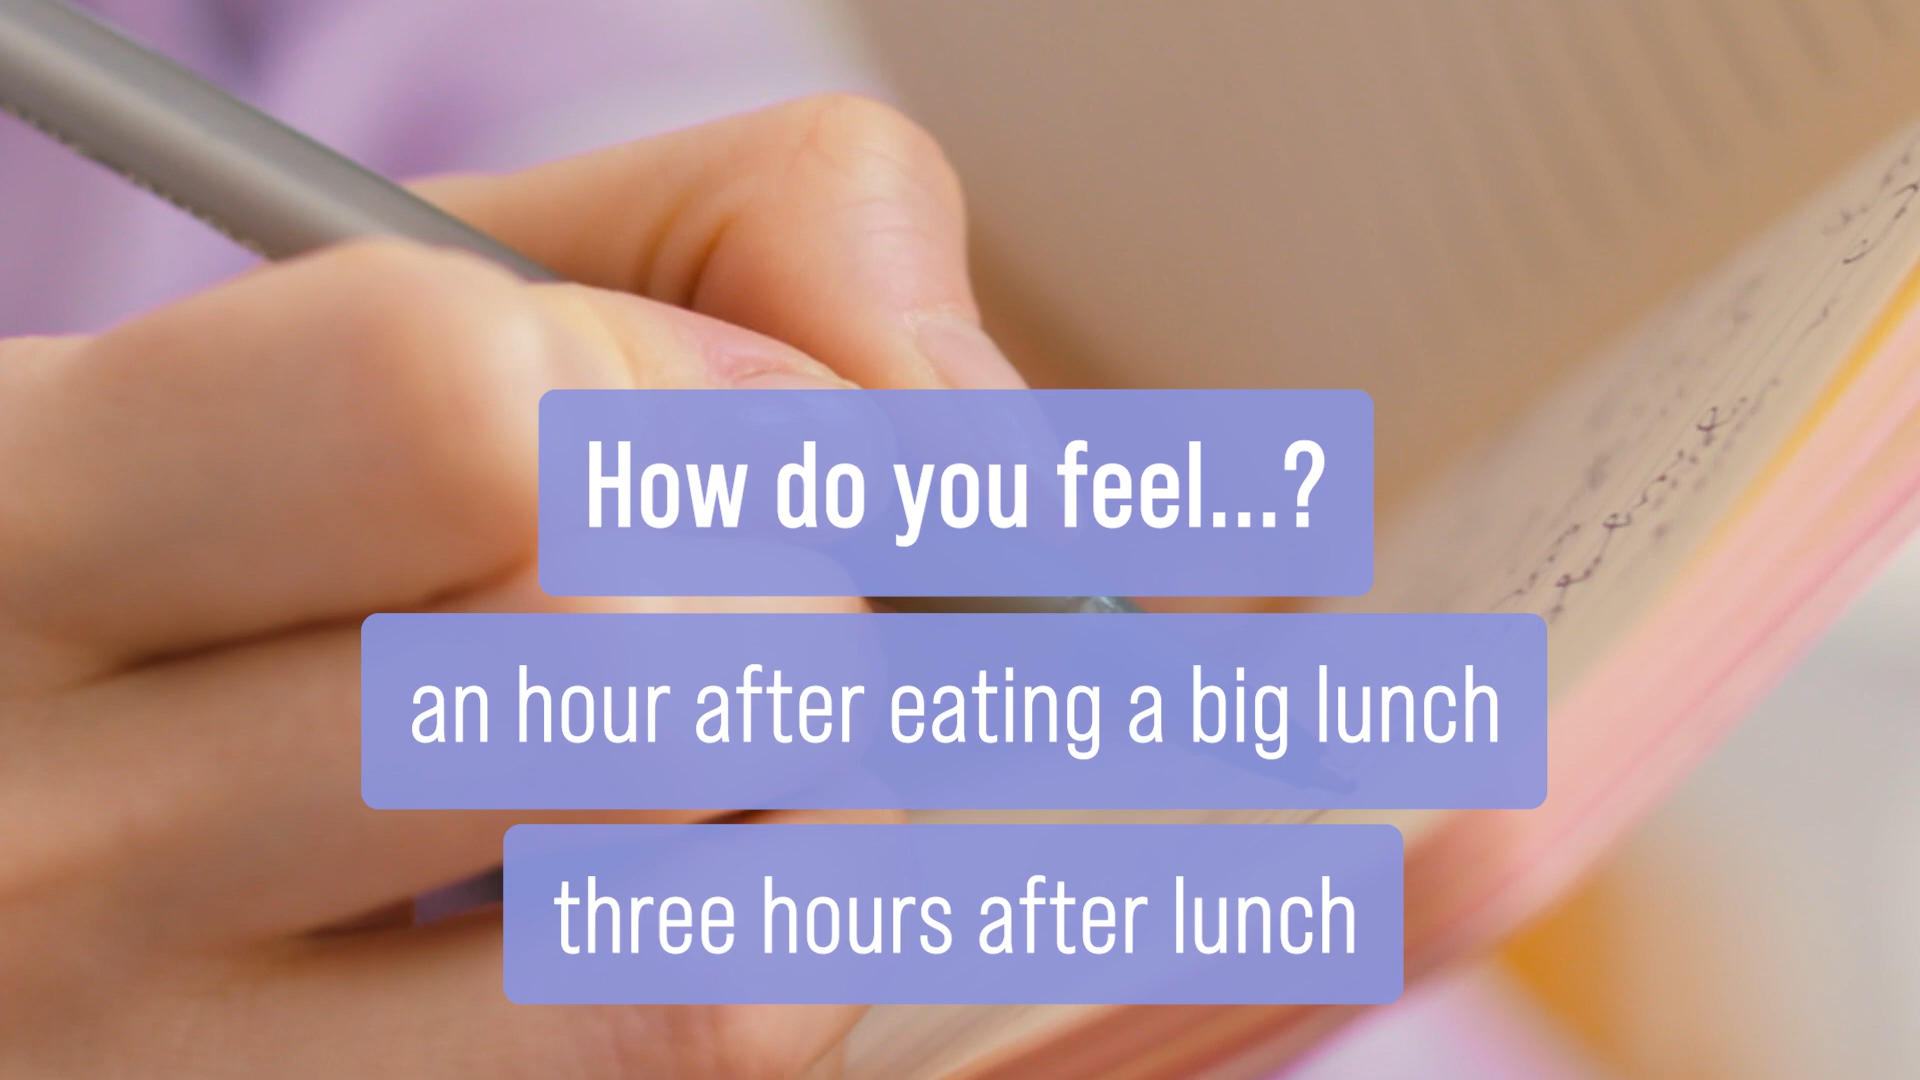 How do you feel...?
an hour after eating a big lunch
three hours after lunch